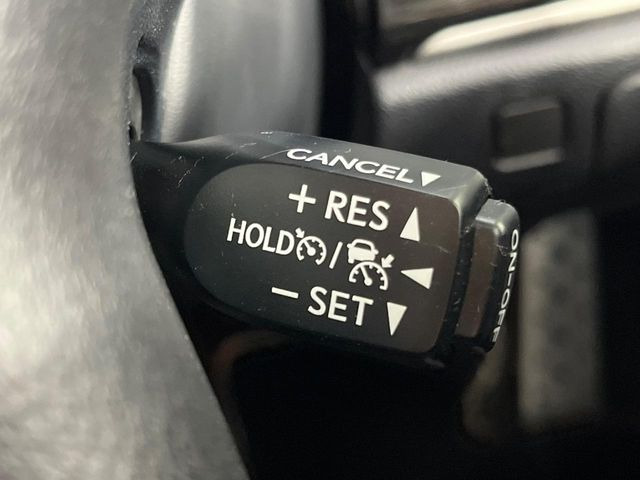 CANCEL▼
+ RES ▲
HOLD / ◀
− SET ▼
ON-OFF